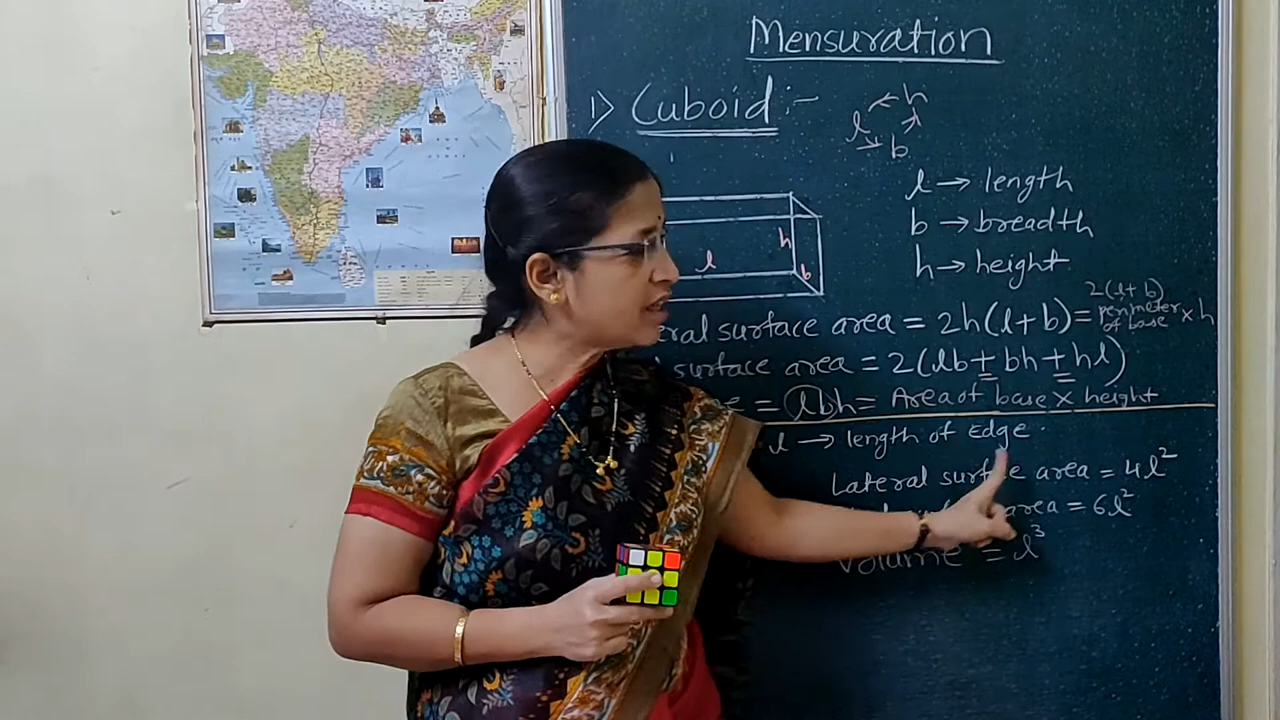 Mensuration
1) Cuboid :-
h
l
b
l → length
b → breadth
h → height
h
l
b
surface area = 2h(l+b) = perimeter of base × h
2(l+b)
surface area = 2(lb + bh + hl)
= lbh = Area of base × height
l → length of Edge.
Lateral surface area = 4l²
area = 6l²
Volume = l³